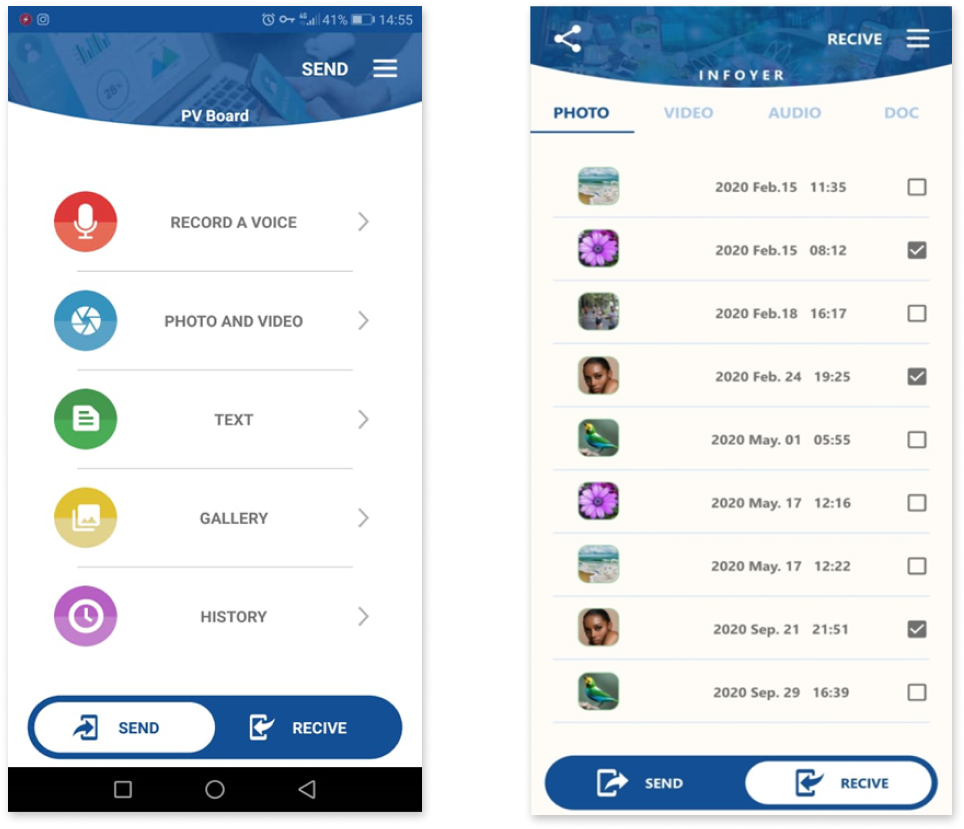 41% 14:55
SEND
PV Board
RECORD A VOICE
PHOTO AND VIDEO
TEXT
GALLERY
HISTORY
SEND RECIVE
RECIVE
INFOYER
PHOTO VIDEO AUDIO DOC
2020 Feb.15 11:35
2020 Feb.15 08:12
2020 Feb.18 16:17
2020 Feb. 24 19:25
2020 May. 01 05:55
2020 May. 17 12:16
2020 May. 17 12:22
2020 Sep. 21 21:51
2020 Sep. 29 16:39
SEND RECIVE